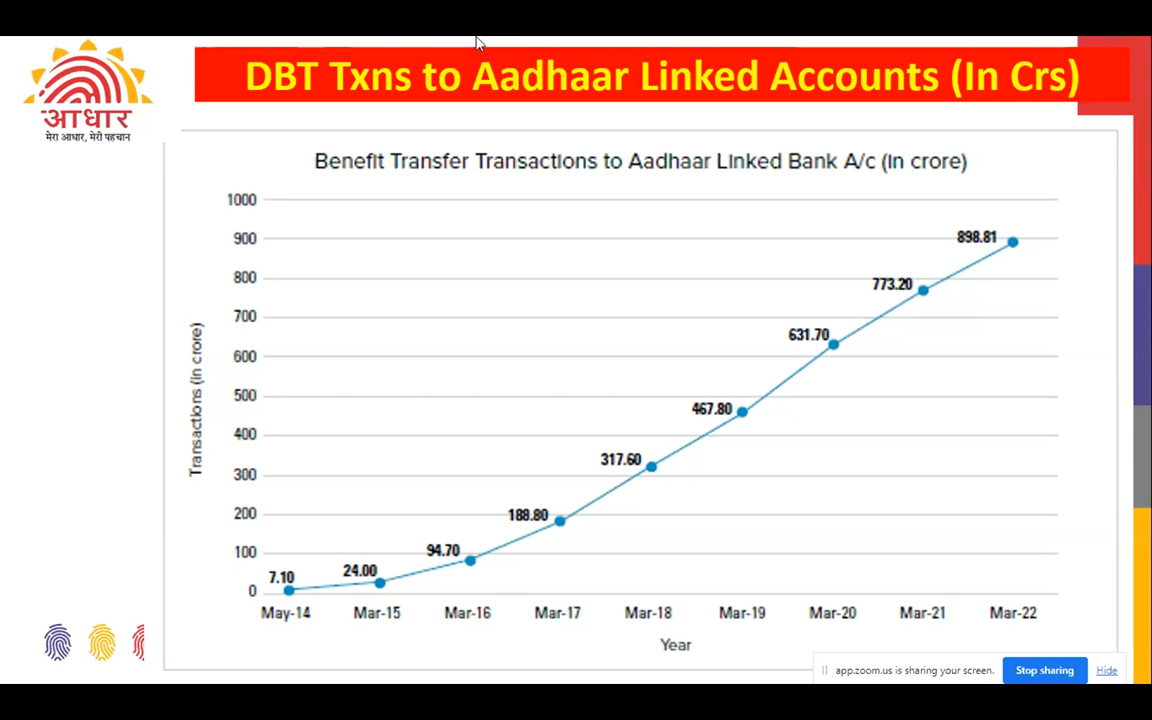 DBT Txns to Aadhaar Linked Accounts (In Crs)
आधार
मेरा आधार, मेरी पहचान
Benefit Transfer Transactions to Aadhaar Linked Bank A/c (in crore)
Transactions (in crore)
1000
900
800
700
600
500
400
300
200
100
0
7.10
24.00
94.70
188.80
317.60
467.80
631.70
773.20
898.81
May-14 Mar-15 Mar-16 Mar-17 Mar-18 Mar-19 Mar-20 Mar-21 Mar-22
Year
app.zoom.us is sharing your screen. Stop sharing Hide